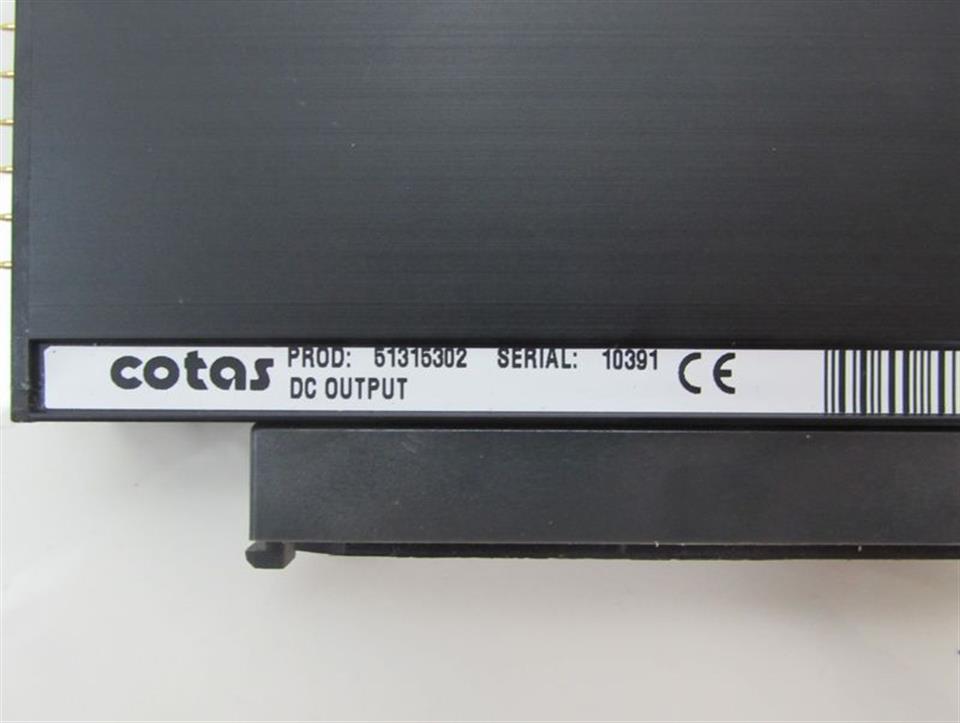 cotas PROD: 51315302 SERIAL: 10391 CE
DC OUTPUT